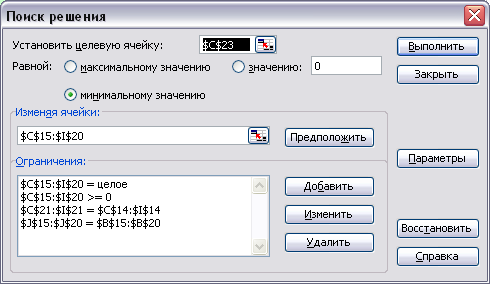 Поиск решения
Установить целевую ячейку: $C$23 Выполнить
Равной: максимальному значению значению: 0 Закрыть
минимальному значению
Изменяя ячейки:
$C$15:$I$20 Предположить
Ограничения: Параметры
$C$15:$I$20 = целое Добавить
$C$15:$I$20 >= 0
$C$21:$I$21 = $C$14:$I$14 Изменить
$J$15:$J$20 = $B$15:$B$20 Восстановить
Удалить Справка